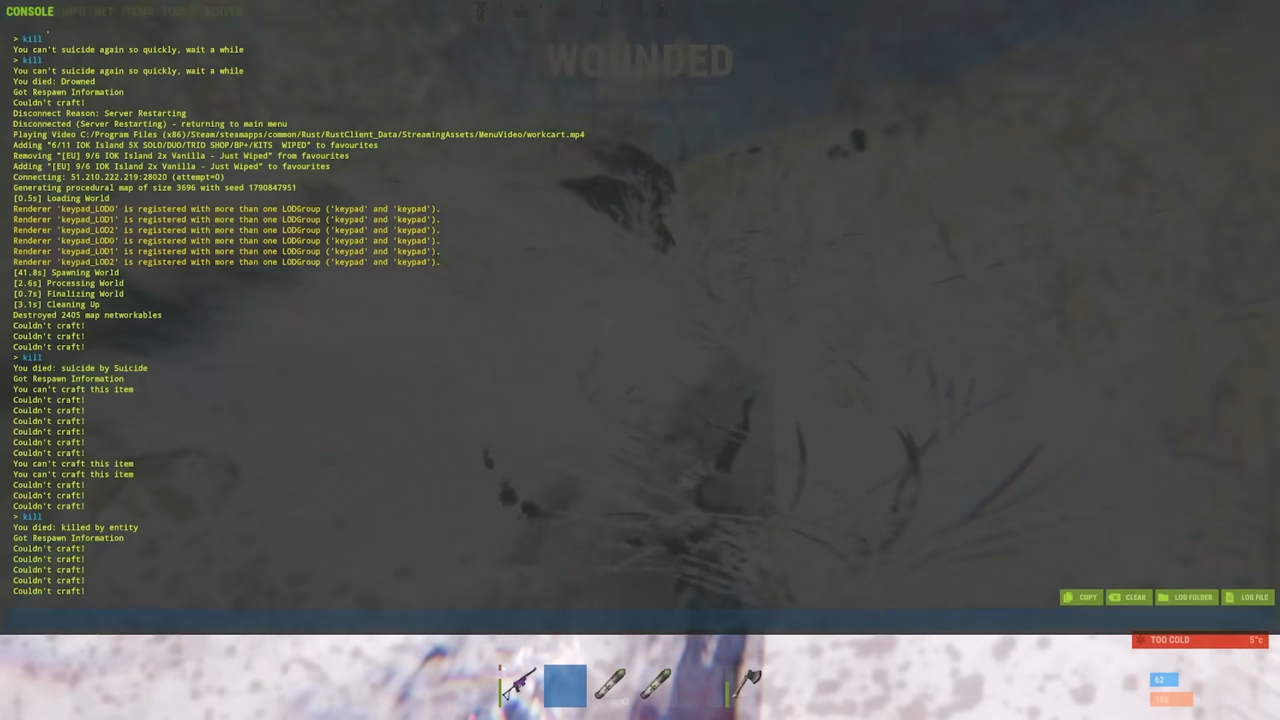 CONSOLE INFO NET ITEMS TOOLS SERVER
> kill
You can't suicide again so quickly, wait a while
> kill
You can't suicide again so quickly, wait a while
You died: Drowned
Got Respawn Information
Couldn't craft!
Disconnect Reason: Server Restarting
Disconnected (Server Restarting) - returning to main menu
Playing Video C:/Program Files (x86)/Steam/steamapps/common/Rust/RustClient_Data/StreamingAssets/MenuVideo/workcart.mp4
Adding "6/11 IOK Island 5X SOLO/DUO/TRIO SHOP/BP+/KITS  WIPED" to favourites
Removing "[EU] 9/6 IOK Island 2x Vanilla - Just Wiped" from favourites
Adding "[EU] 9/6 IOK Island 2x Vanilla - Just Wiped" to favourites
Connecting: 51.210.222.219:28020 (attempt=0)
Generating procedural map of size 3696 with seed 1790847951
[0.5s] Loading World
Renderer 'keypad_LOD0' is registered with more than one LODGroup ('keypad' and 'keypad').
Renderer 'keypad_LOD1' is registered with more than one LODGroup ('keypad' and 'keypad').
Renderer 'keypad_LOD2' is registered with more than one LODGroup ('keypad' and 'keypad').
Renderer 'keypad_LOD0' is registered with more than one LODGroup ('keypad' and 'keypad').
Renderer 'keypad_LOD1' is registered with more than one LODGroup ('keypad' and 'keypad').
Renderer 'keypad_LOD2' is registered with more than one LODGroup ('keypad' and 'keypad').
[41.8s] Spawning World
[2.6s] Processing World
[0.7s] Finalizing World
[3.1s] Cleaning Up
Destroyed 2405 map networkables
Couldn't craft!
Couldn't craft!
Couldn't craft!
> kill
You died: suicide by Suicide
Got Respawn Information
You can't craft this item
Couldn't craft!
Couldn't craft!
Couldn't craft!
Couldn't craft!
Couldn't craft!
Couldn't craft!
You can't craft this item
You can't craft this item
Couldn't craft!
Couldn't craft!
Couldn't craft!
> kill
You died: killed by entity
Got Respawn Information
Couldn't craft!
Couldn't craft!
Couldn't craft!
Couldn't craft!
Couldn't craft!
WOUNDED
COPY CLEAR LOG FOLDER LOG FILE
TOO COLD 5°c
62
100